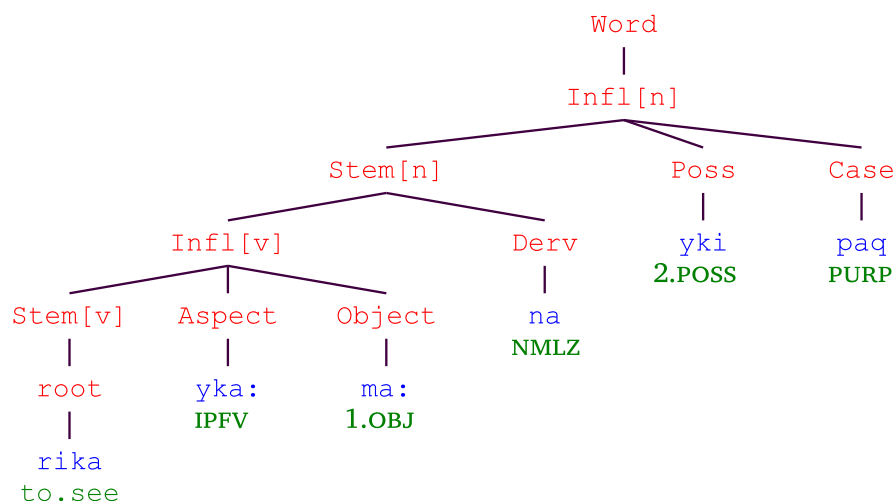 Word
Infl[n]
Stem[n] Poss Case
Infl[v] Derv yki paq
2.POSS PURP
Stem[v] Aspect Object na
NMLZ
root yka: ma:
IPFV 1.OBJ
rika
to.see